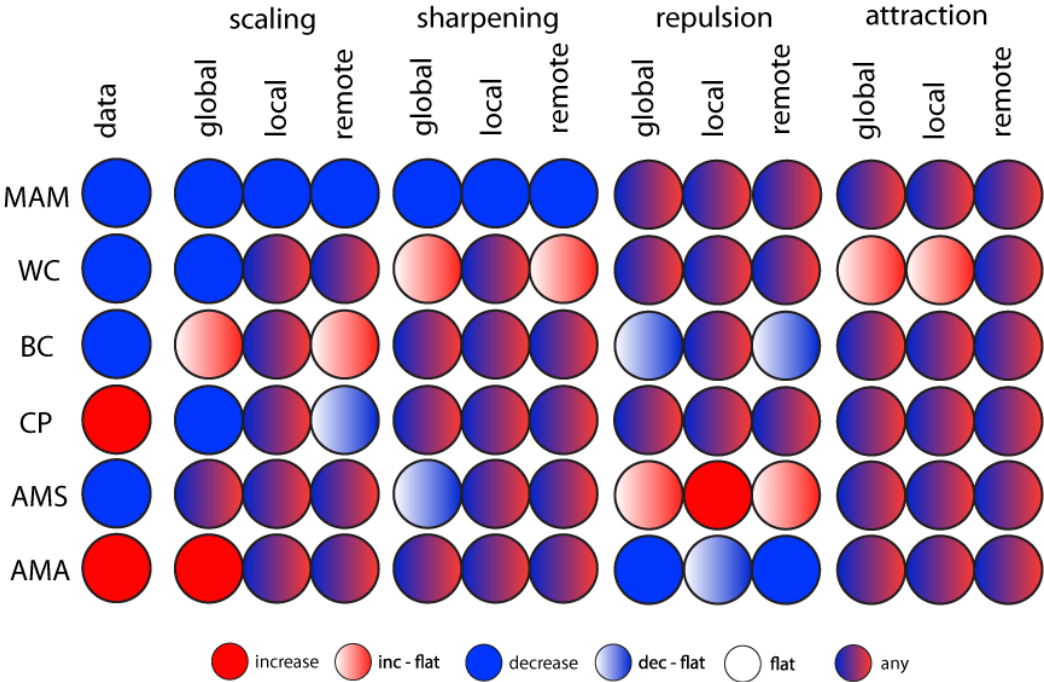 scaling sharpening repulsion attraction
data global local remote global local remote global local remote global local remote
MAM
WC
BC
CP
AMS
AMA
increase inc - flat decrease dec - flat flat any